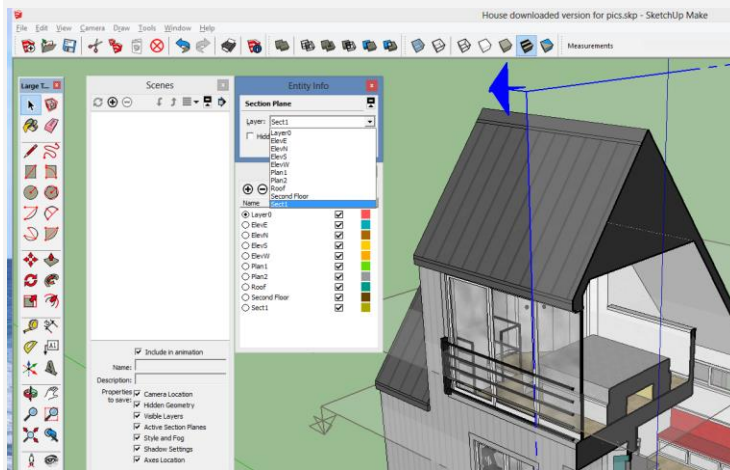 House downloaded version for pics.skp - SketchUp Make
File Edit View Camera Draw Tools Window Help
Measurements
Large T...
Scenes
Entity Info
Section Plane
Layer: Sect1
Hidd
Layer0
ElevE
ElevN
ElevS
ElevW
Plan1
Plan2
Roof
Second Floor
Sect1
Name
Layer0
ElevE
ElevN
ElevS
ElevW
Plan1
Plan2
Roof
Second Floor
Sect1
Include in animation
Name:
Description:
Properties to save:
Camera Location
Hidden Geometry
Visible Layers
Active Section Planes
Style and Fog
Shadow Settings
Axes Location